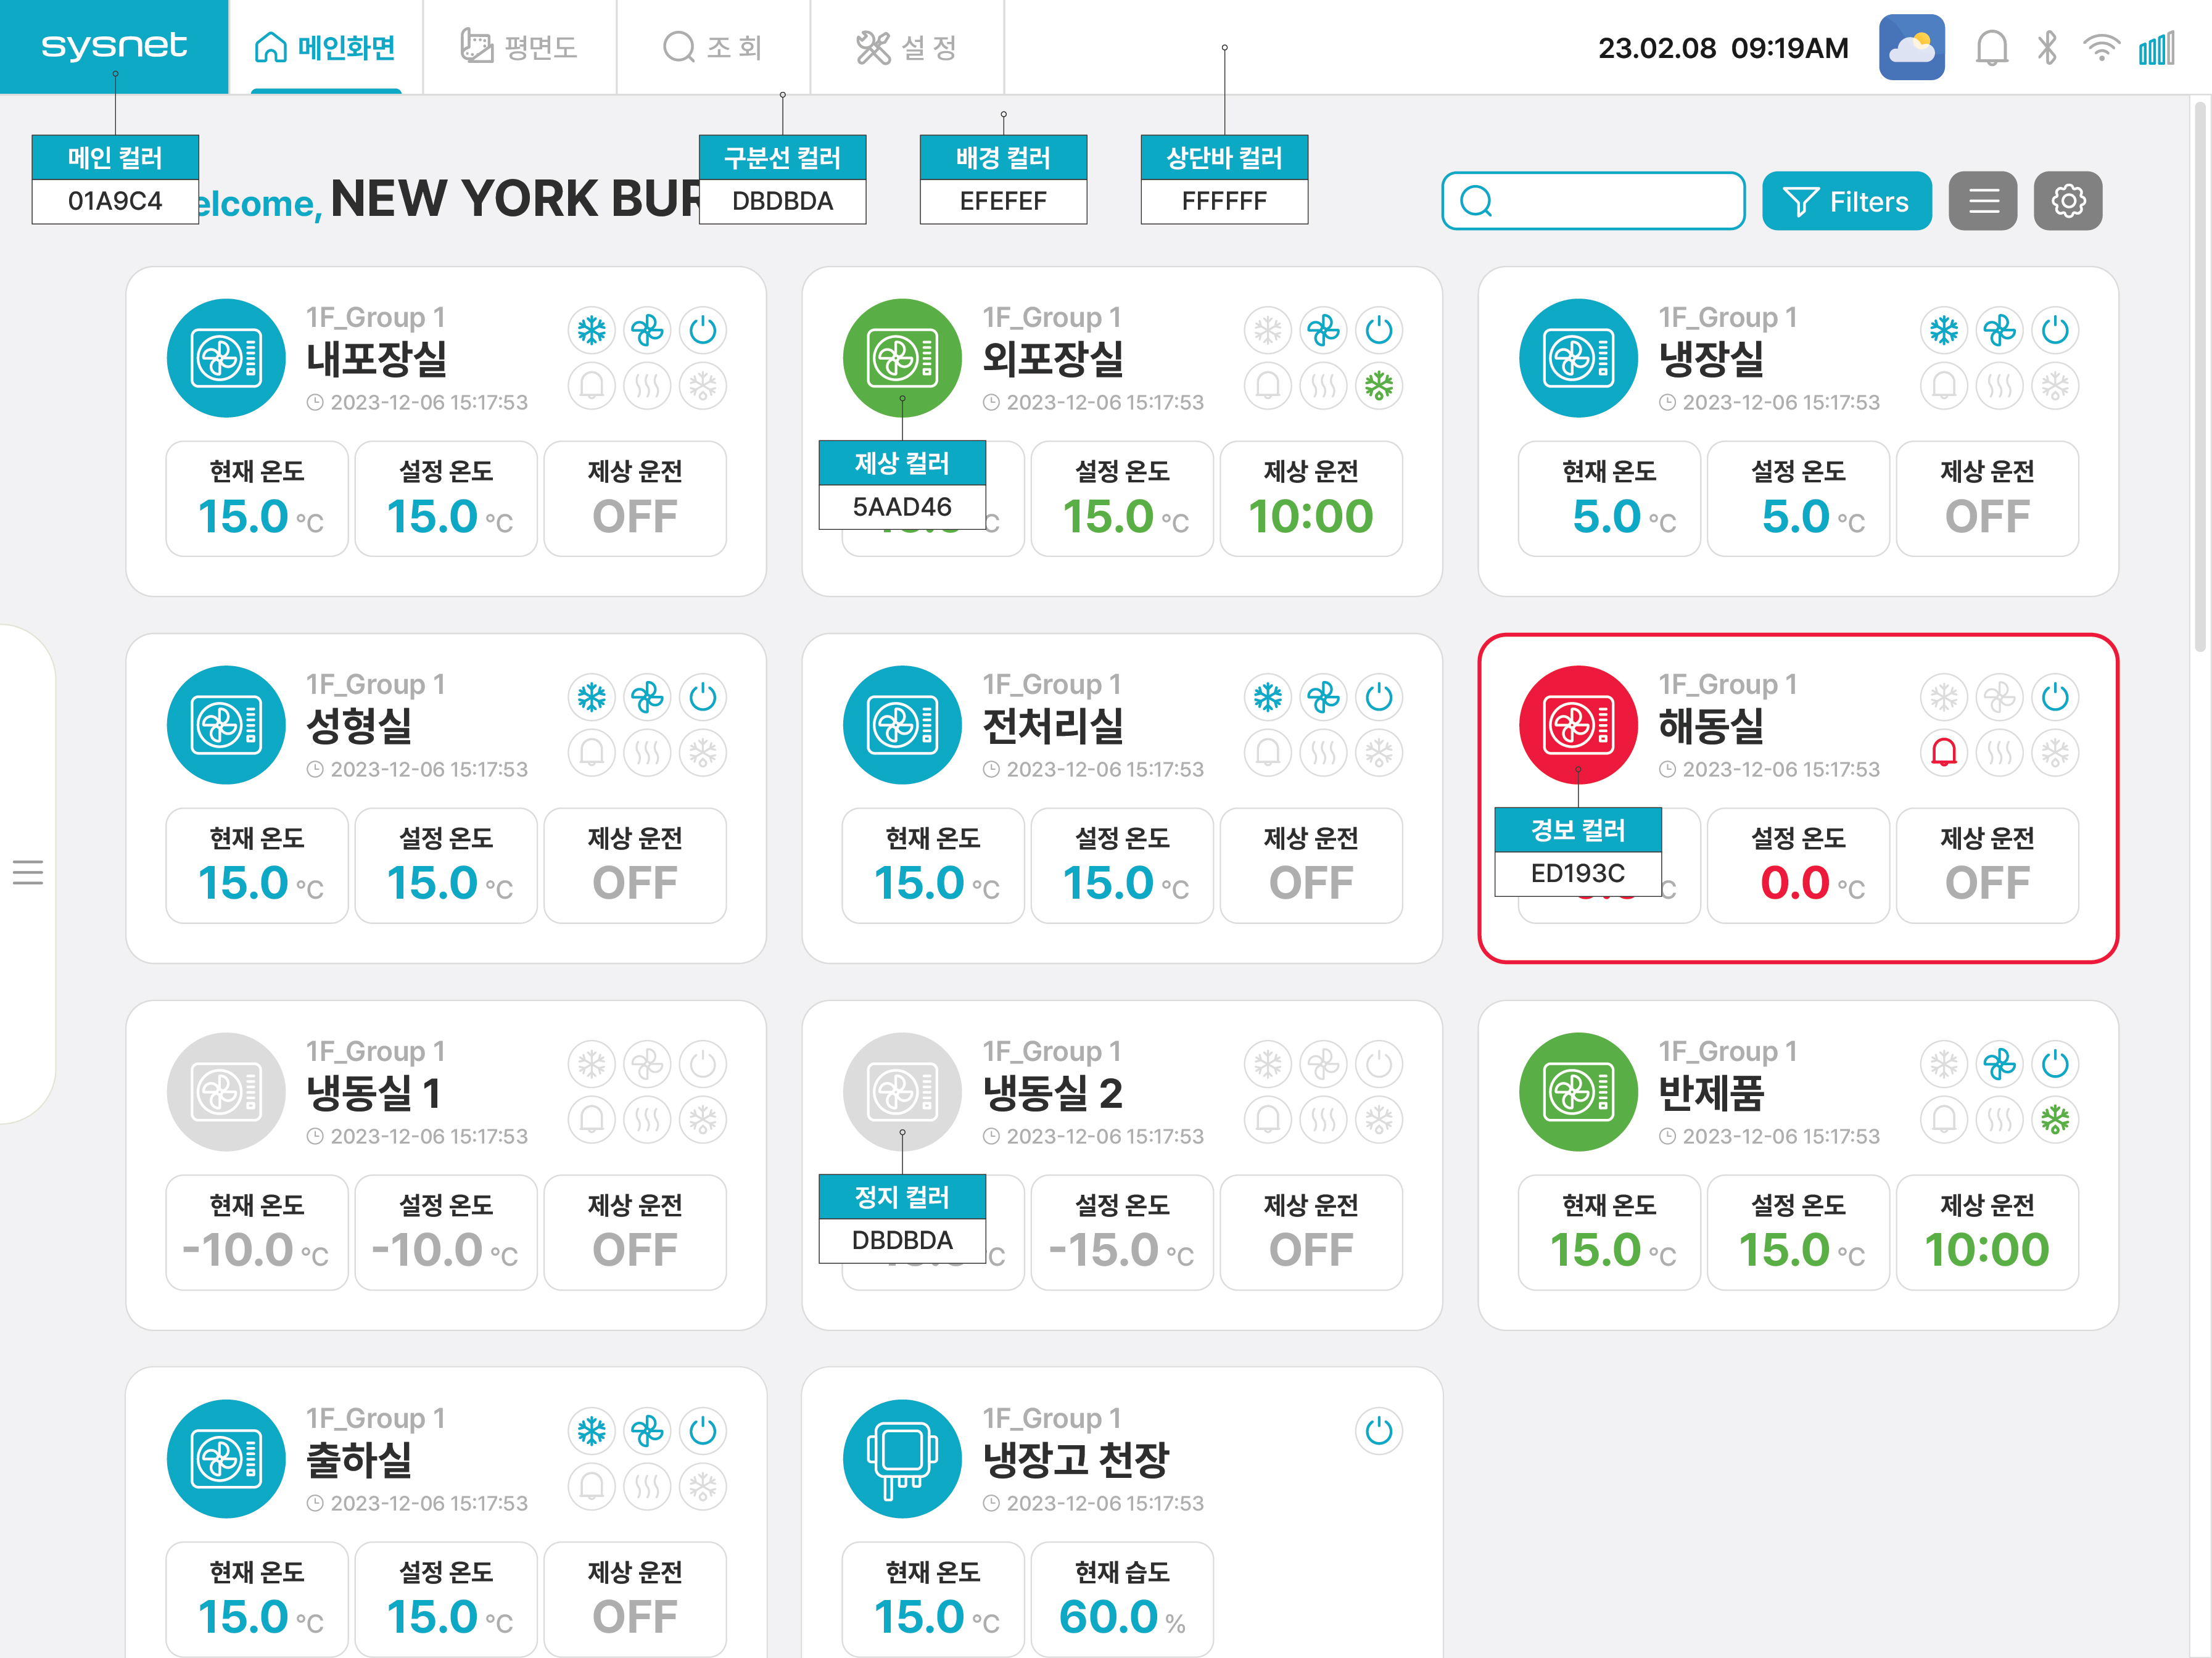 sysnet
메인화면
평면도
조 회
설 정
23.02.08 09:19AM
메인 컬러
01A9C4
구분선 컬러
DBDBDA
배경 컬러
EFEFEF
상단바 컬러
FFFFFF
elcome, NEW YORK BUR
Filters
1F_Group 1
내포장실
2023-12-06 15:17:53
현재 온도
15.0 °C
설정 온도
15.0 °C
제상 운전
OFF
1F_Group 1
외포장실
2023-12-06 15:17:53
제상 컬러
5AAD46
C
설정 온도
15.0 °C
제상 운전
10:00
1F_Group 1
냉장실
2023-12-06 15:17:53
현재 온도
5.0 °C
설정 온도
5.0 °C
제상 운전
OFF
1F_Group 1
성형실
2023-12-06 15:17:53
현재 온도
15.0 °C
설정 온도
15.0 °C
제상 운전
OFF
1F_Group 1
전처리실
2023-12-06 15:17:53
현재 온도
15.0 °C
설정 온도
15.0 °C
제상 운전
OFF
1F_Group 1
해동실
2023-12-06 15:17:53
경보 컬러
ED193C
C
설정 온도
0.0 °C
제상 운전
OFF
1F_Group 1
냉동실 1
2023-12-06 15:17:53
현재 온도
-10.0 °C
설정 온도
-10.0 °C
제상 운전
OFF
1F_Group 1
냉동실 2
2023-12-06 15:17:53
정지 컬러
DBDBDA
C
설정 온도
-15.0 °C
제상 운전
OFF
1F_Group 1
반제품
2023-12-06 15:17:53
현재 온도
15.0 °C
설정 온도
15.0 °C
제상 운전
10:00
1F_Group 1
출하실
2023-12-06 15:17:53
현재 온도
15.0 °C
설정 온도
15.0 °C
제상 운전
OFF
1F_Group 1
냉장고 천장
2023-12-06 15:17:53
현재 온도
15.0 °C
현재 습도
60.0 %